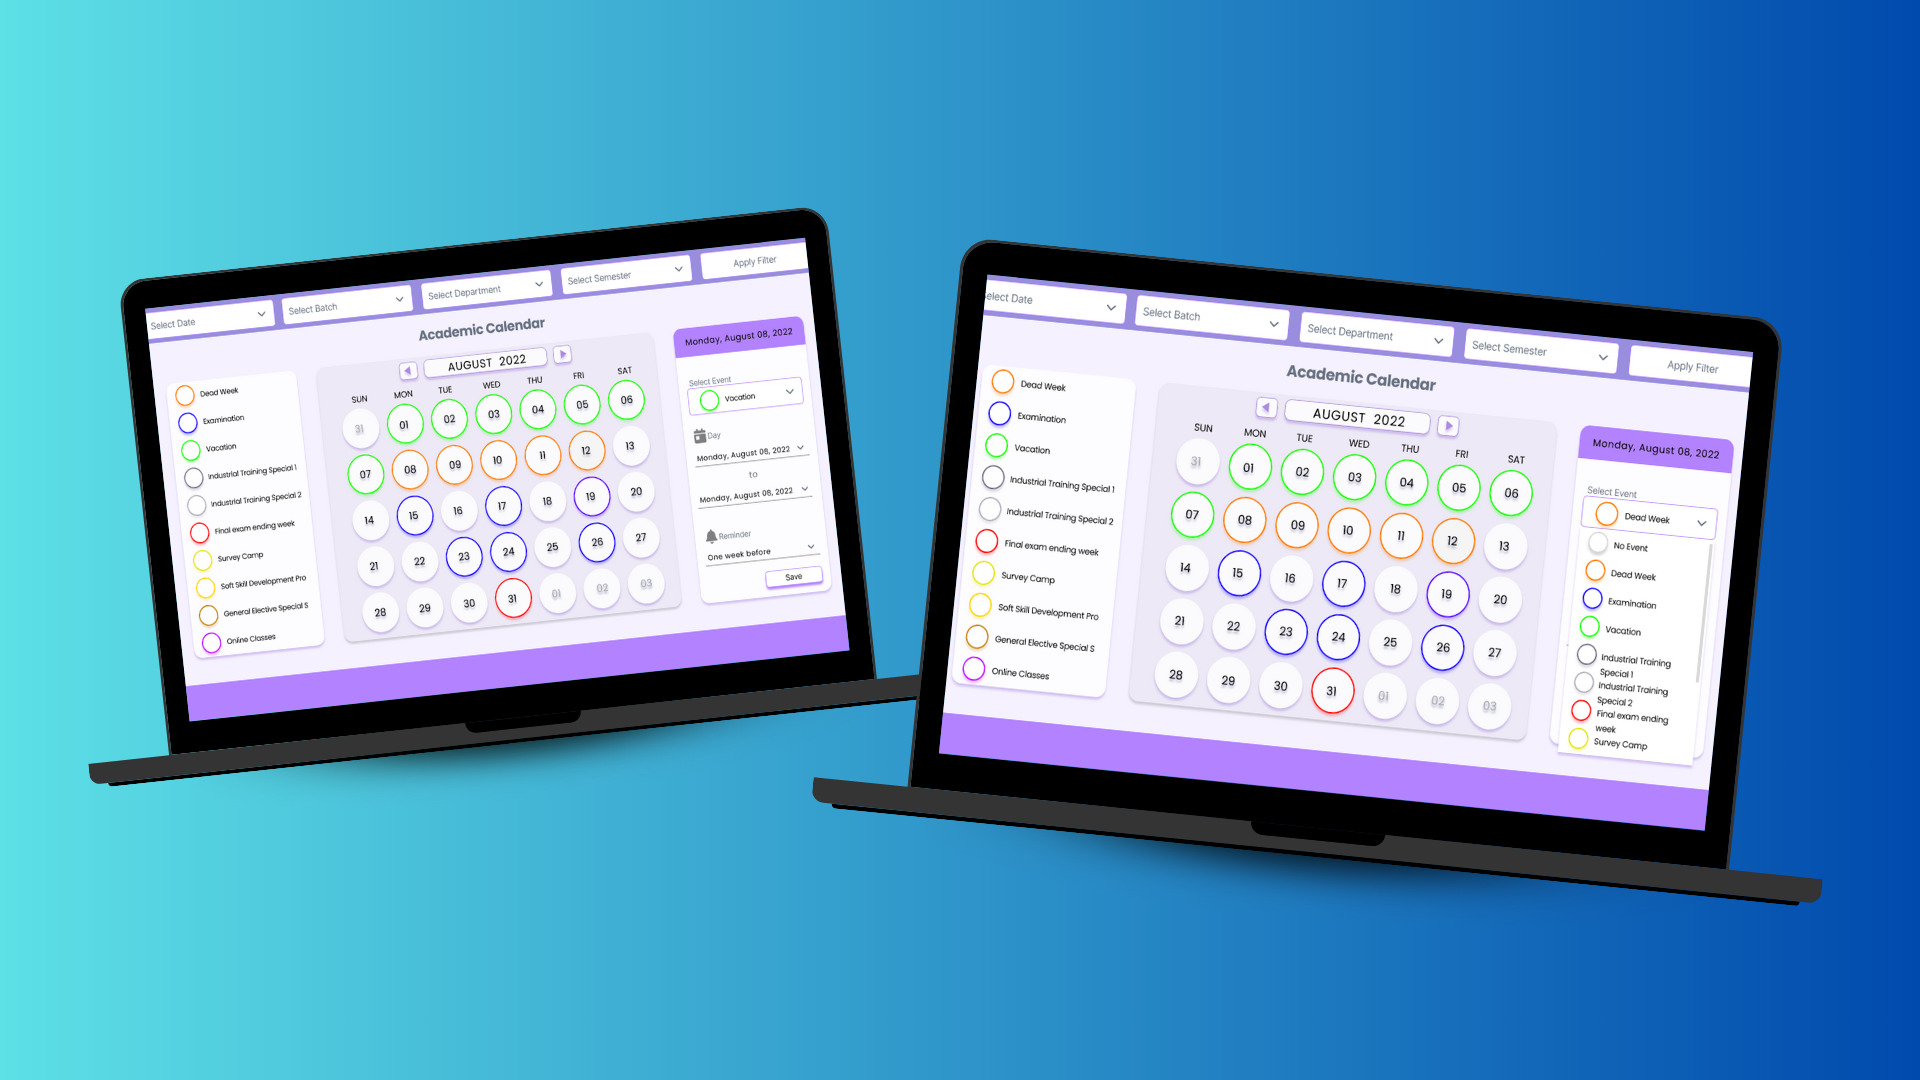 Select Date
Select Batch
Select Department
Select Semester
Apply Filter
Academic Calendar
Dead Week
Examination
Vacation
Industrial Training Special 1
Industrial Training Special 2
Final exam ending week
Survey Camp
Soft Skill Development Pro
General Elective Special S
Online Classes
AUGUST 2022
SUN MON TUE WED THU FRI SAT
31 01 02 03 04 05 06
07 08 09 10 11 12 13
14 15 16 17 18 19 20
21 22 23 24 25 26 27
28 29 30 31 01 02 03
Monday, August 08, 2022
Select Event
Vacation
Day
Monday, August 08, 2022
to
Monday, August 08, 2022
Reminder
One week before
Save
elect Date
Select Batch
Select Department
Select Semester
Apply Filter
Academic Calendar
Dead Week
Examination
Vacation
Industrial Training Special 1
Industrial Training Special 2
Final exam ending week
Survey Camp
Soft Skill Development Pro
General Elective Special S
Online Classes
AUGUST 2022
SUN MON TUE WED THU FRI SAT
31 01 02 03 04 05 06
07 08 09 10 11 12 13
14 15 16 17 18 19 20
21 22 23 24 25 26 27
28 29 30 31 01 02 03
Monday, August 08, 2022
Select Event
Dead Week
No Event
Dead Week
Examination
Vacation
Industrial Training
Special 1
Industrial Training
Special 2
Final exam ending
week
Survey Camp